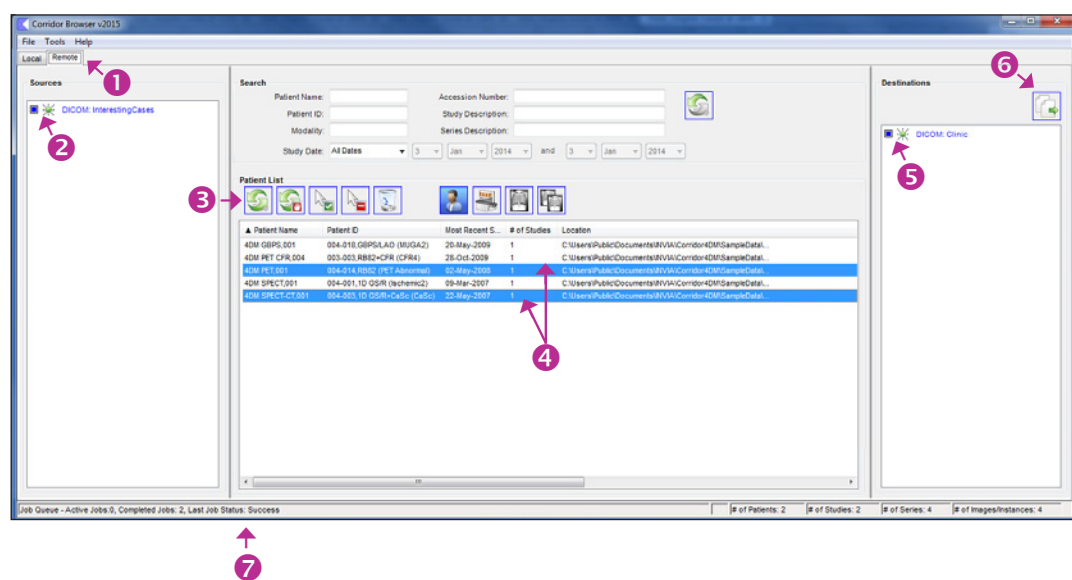 Corridor Browser v2015
File Tools Help
Local Remote
1
6
Sources
Search
Destinations
DICOM: InterestingCases
Patient Name:
Accession Number:
Patient ID:
Study Description:
Modality:
Series Description:
Study Date: All Dates 3 Jan 2014 and 3 Jan 2014
DICOM: Clinic
2
5
Patient List
3
▲ Patient Name Patient ID Most Recent S... # of Studies Location
4DM GBPS,001 004-018,GBPS/LAO (MUGA2) 20-May-2009 1 C:\Users\Public\Documents\INVIA\Corridor4DM\SampleData\...
4DM PET CFR,004 003-003,RB82+CFR (CFR4) 28-Oct-2009 1 C:\Users\Public\Documents\INVIA\Corridor4DM\SampleData\...
4DM PET,001 004-014,RB82 (PET Abnormal) 02-May-2008 1 C:\Users\Public\Documents\INVIA\Corridor4DM\SampleData\...
4DM SPECT,001 004-001,1D QS/R (Ischemic2) 09-Mar-2007 1 C:\Users\Public\Documents\INVIA\Corridor4DM\SampleData\...
4DM SPECT-CT,001 004-003,1D QS/R+CaSc (CaSc) 22-May-2007 1 C:\Users\Public\Documents\INVIA\Corridor4DM\SampleData\...
4
Job Queue - Active Jobs:0, Completed Jobs: 2, Last Job Status: Success # of Patients: 2 # of Studies: 2 # of Series: 4 # of Images/Instances: 4
7